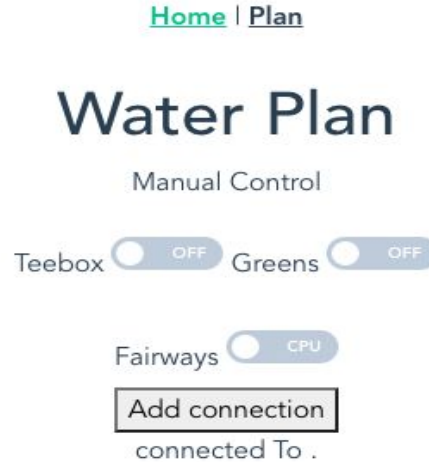 Home | Plan
Water Plan
Manual Control
Teebox OFF Greens OFF
Fairways CPU
Add connection
connected To .